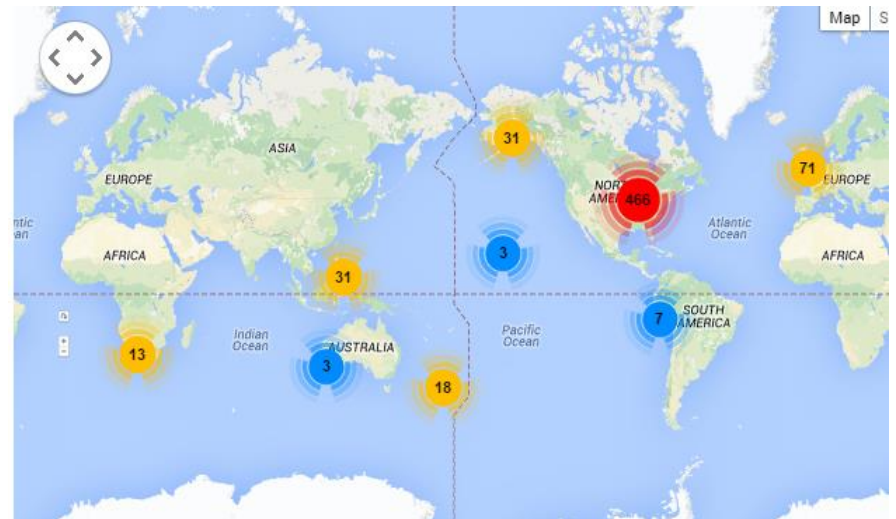 Map
S
31
ASIA
71
EUROPE
NORTH
AMERICA
466
EUROPE
Atlantic
Ocean
AFRICA
3
AFRICA
31
SOUTH
AMERICA
7
Indian
Ocean
Pacific
Ocean
13
AUSTRALIA
3
18